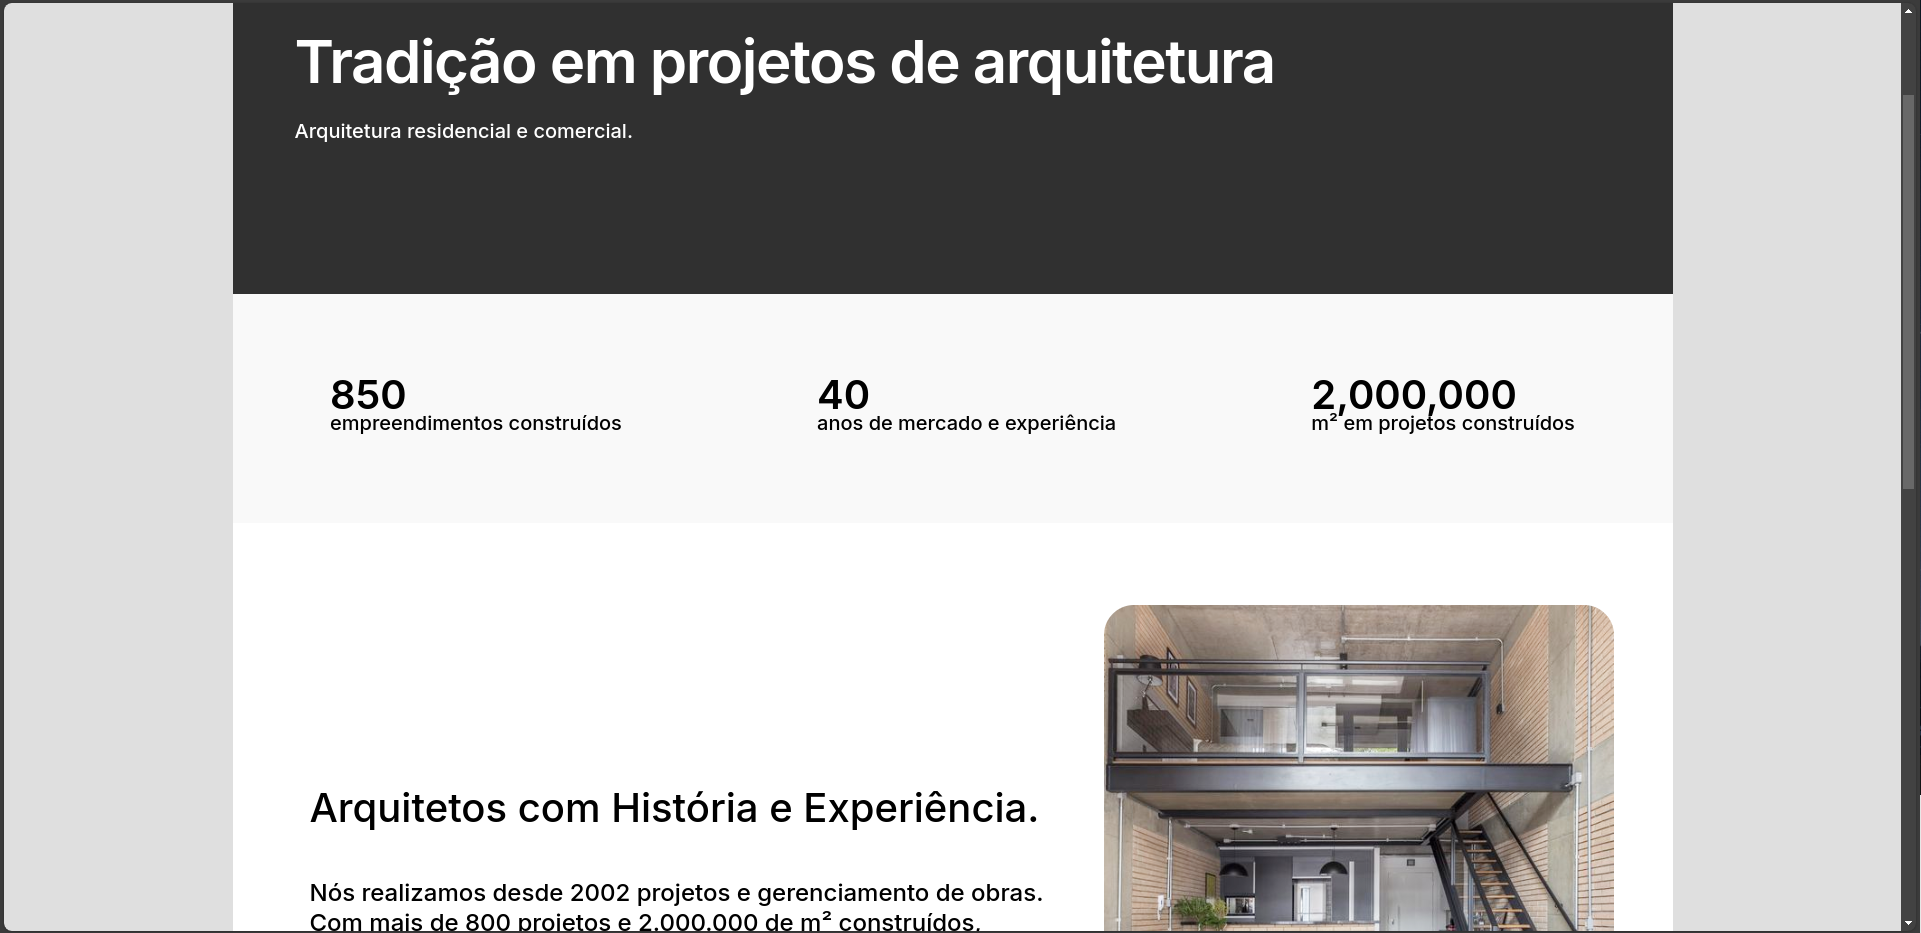 Tradição em projetos de arquitetura
Arquitetura residencial e comercial.
850
empreendimentos construídos
40
anos de mercado e experiência
2,000,000
m² em projetos construídos
Arquitetos com História e Experiência.
Nós realizamos desde 2002 projetos e gerenciamento de obras.
Com mais de 800 projetos e 2.000.000 de m² construídos,